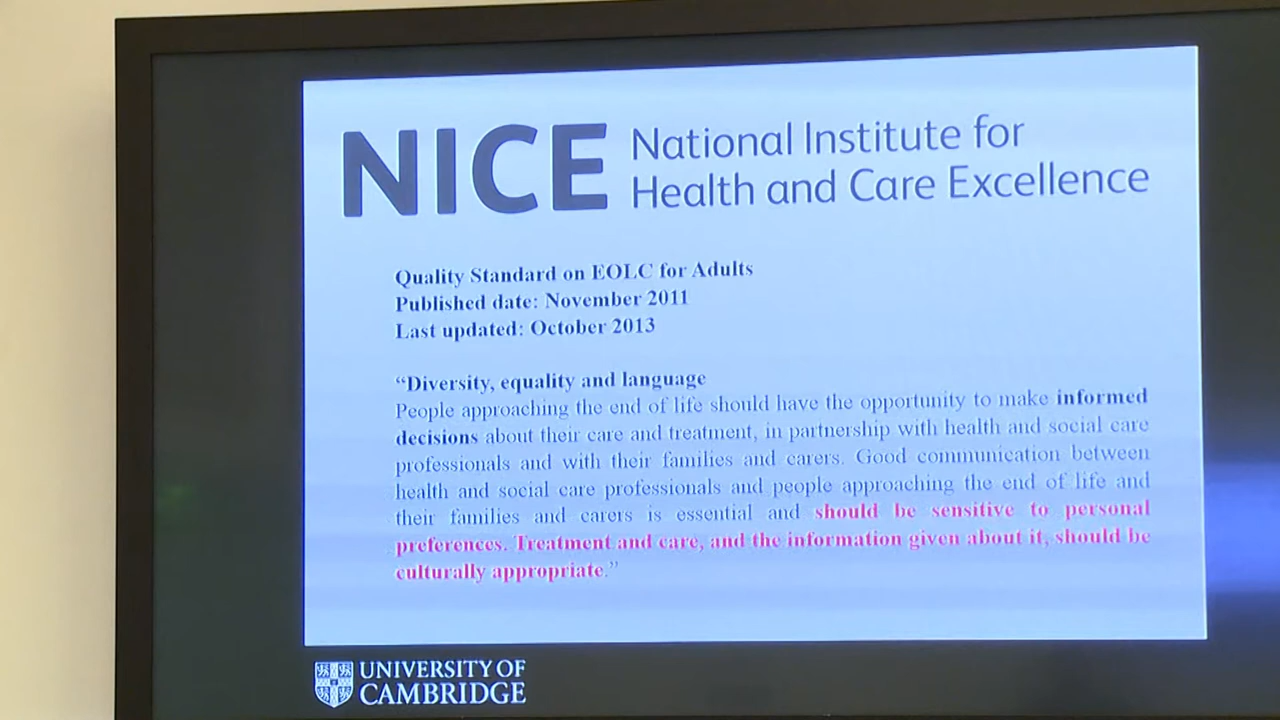 NICE National Institute for
Health and Care Excellence
Quality Standard on EOLC for Adults
Published date: November 2011
Last updated: October 2013
“Diversity, equality and language
People approaching the end of life should have the opportunity to make informed
decisions about their care and treatment, in partnership with health and social care
professionals and with their families and carers. Good communication between
health and social care professionals and people approaching the end of life and
their families and carers is essential and should be sensitive to personal
preferences. Treatment and care, and the information given about it, should be
culturally appropriate.”
UNIVERSITY OF
CAMBRIDGE